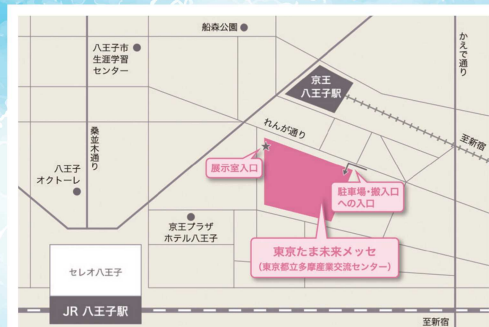 船森公園
八王子市
生涯学習
センター
かえで通り
京王
八王子駅
桑並木通り
れんが通り
至新宿
展示室入口
八王子
オクトーレ
駐車場・搬入口
への入口
京王プラザ
ホテル八王子
東京たま未来メッセ
(東京都立多摩産業交流センター)
セレオ八王子
JR 八王子駅
至新宿